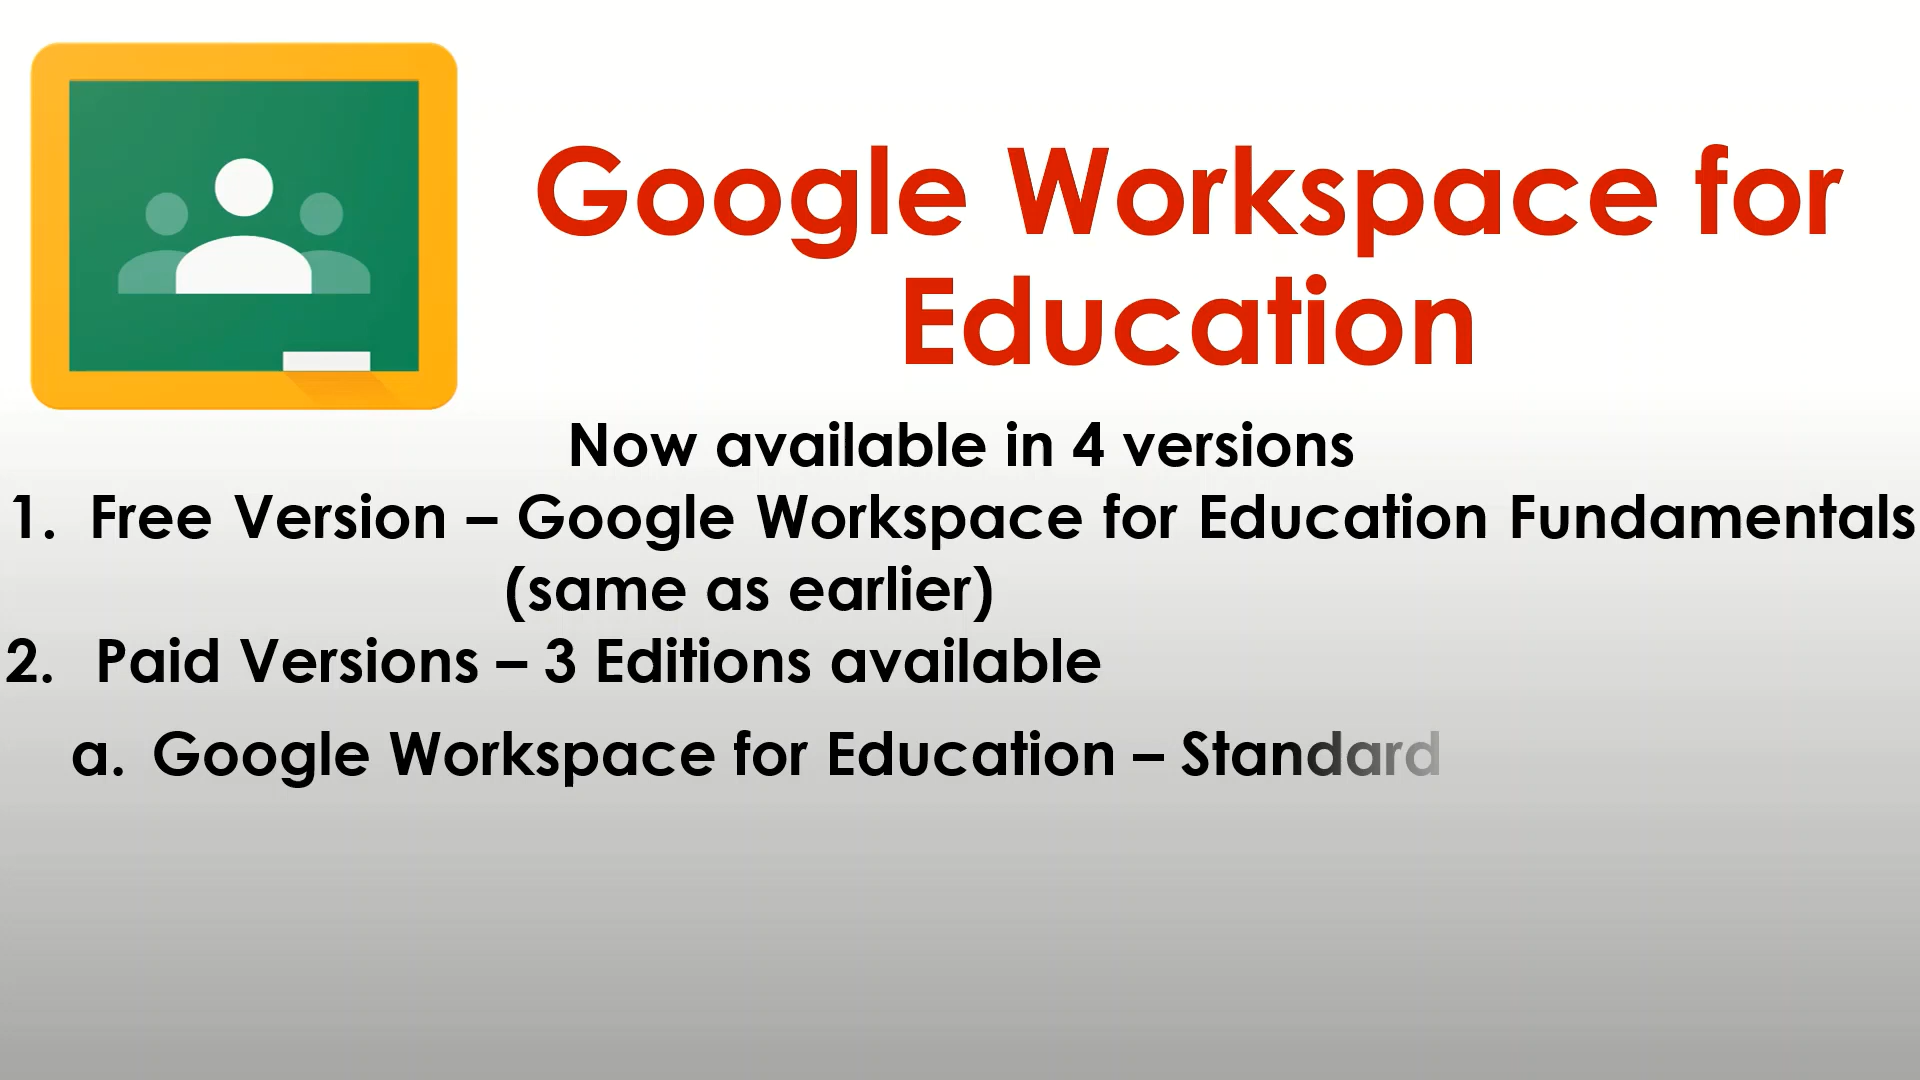 Google Workspace for
Education
Now available in 4 versions
1. Free Version – Google Workspace for Education Fundamentals
(same as earlier)
2. Paid Versions – 3 Editions available
a. Google Workspace for Education – Standard